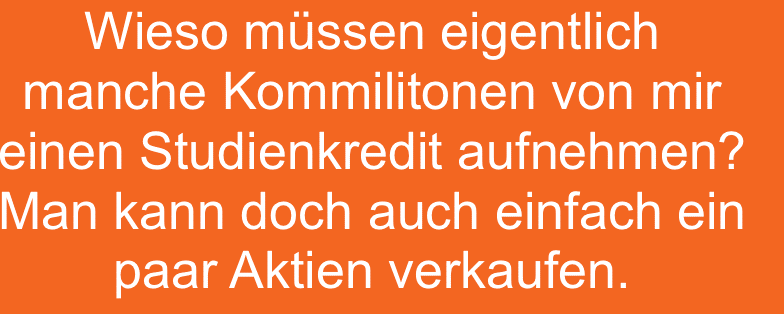 Wieso müssen eigentlich
manche Kommilitonen von mir
einen Studienkredit aufnehmen?
Man kann doch auch einfach ein
paar Aktien verkaufen.